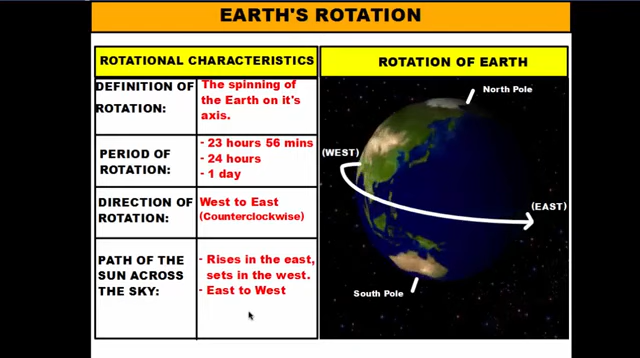 EARTH'S ROTATION
ROTATIONAL CHARACTERISTICS
DEFINITION OF
ROTATION:
The spinning of
the Earth on it's
axis.
PERIOD OF
ROTATION:
- 23 hours 56 mins
- 24 hours
- 1 day
DIRECTION OF
ROTATION:
West to East
(Counterclockwise)
PATH OF THE
SUN ACROSS
THE SKY:
- Rises in the east,
sets in the west.
- East to West
ROTATION OF EARTH
North Pole
(WEST)
(EAST)
South Pole